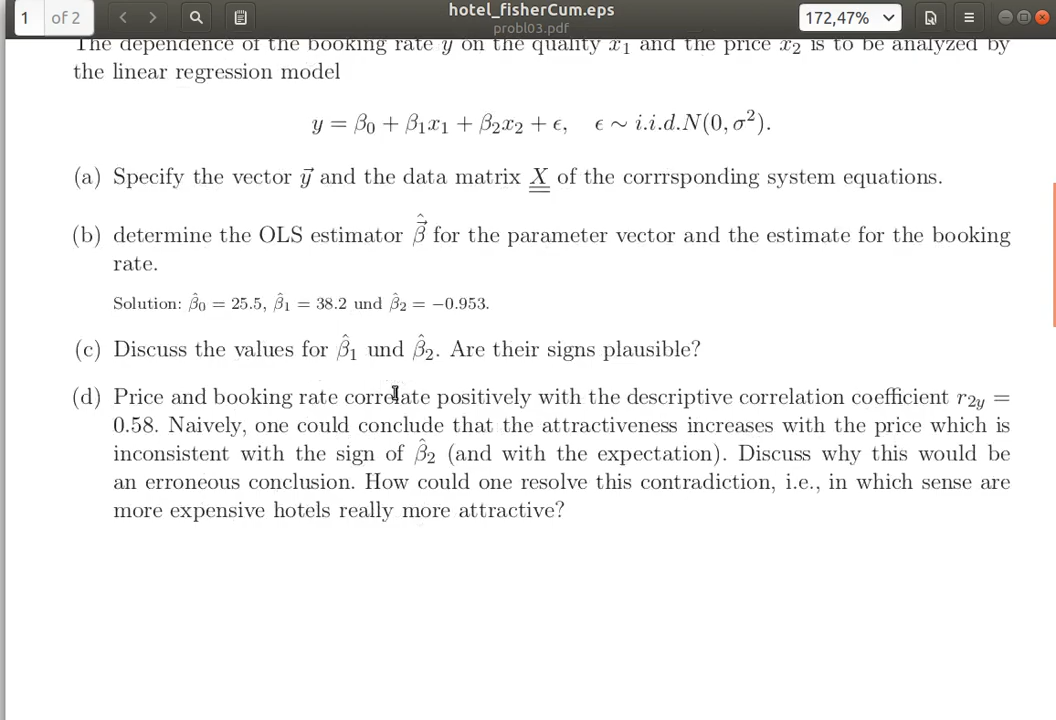 1 of 2
172,47%
hotel_fisherCum.eps
probl03.pdf
The dependence of the booking rate y on the quality x₁ and the price x₂ is to be analyzed by
the linear regression model
y = β₀ + β₁x₁ + β₂x₂ + ϵ, ϵ ∼ i.i.d.N(0, σ²).
(a) Specify the vector y⃗ and the data matrix X̳ of the corrrsponding system equations.
(b) determine the OLS estimator β⃗̂ for the parameter vector and the estimate for the booking
rate.
Solution: β̂₀ = 25.5, β̂₁ = 38.2 und β̂₂ = −0.953.
(c) Discuss the values for β̂₁ und β̂₂. Are their signs plausible?
(d) Price and booking rate correlate positively with the descriptive correlation coefficient r₂y =
0.58. Naively, one could conclude that the attractiveness increases with the price which is
inconsistent with the sign of β̂₂ (and with the expectation). Discuss why this would be
an erroneous conclusion. How could one resolve this contradiction, i.e., in which sense are
more expensive hotels really more attractive?